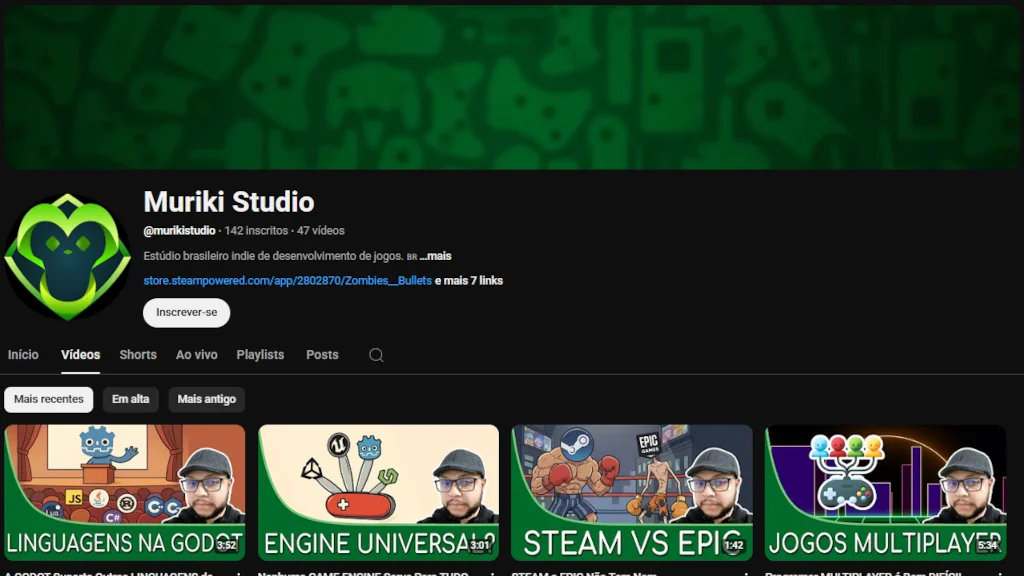 Muriki Studio
@murikistudio · 142 inscritos · 47 vídeos
Estúdio brasileiro indie de desenvolvimento de jogos. BR ...mais
store.steampowered.com/app/2802870/Zombies__Bullets e mais 7 links
Inscrever-se
Início Vídeos Shorts Ao vivo Playlists Posts
Mais recentes Em alta Mais antigo
JS
Lua
C#
R
C
C
LINGUAGENS NA GODOT
3:52
ENGINE UNIVERSAL?
3:01
EPIC
GAMES
STEAM VS EPIC
1:42
JOGOS MULTIPLAYER
5:34
A GODOT Suporta Outras LINGUAGENS de
Nenhuma GAME ENGINE Serve Para TUDO
STEAM e EPIC Não Tem Nem
Programar MULTIPLAYER É Bem DIFÍCIL